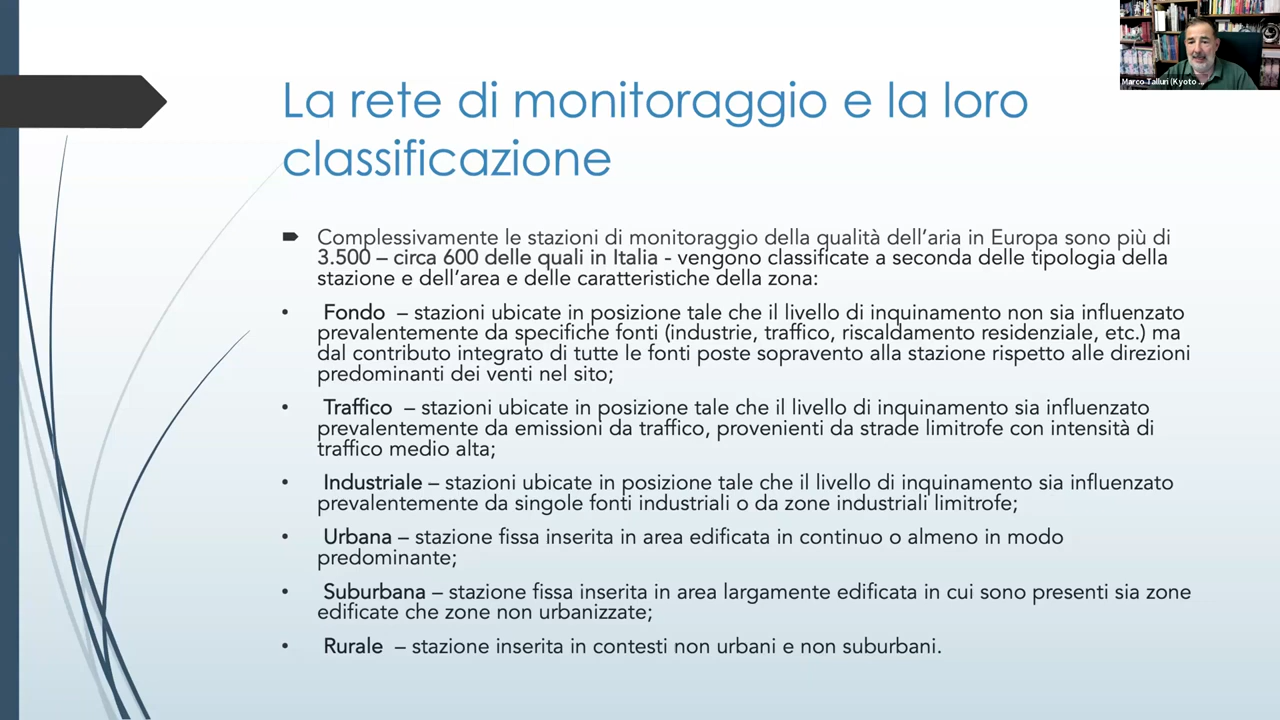 Marco Talluri (Kyoto ...
La rete di monitoraggio e la loro
classificazione
Complessivamente le stazioni di monitoraggio della qualità dell’aria in Europa sono più di
3.500 – circa 600 delle quali in Italia - vengono classificate a seconda delle tipologia della
stazione e dell’area e delle caratteristiche della zona:
• Fondo – stazioni ubicate in posizione tale che il livello di inquinamento non sia influenzato
prevalentemente da specifiche fonti (industrie, traffico, riscaldamento residenziale, etc.) ma
dal contributo integrato di tutte le fonti poste sopravento alla stazione rispetto alle direzioni
predominanti dei venti nel sito;
• Traffico – stazioni ubicate in posizione tale che il livello di inquinamento sia influenzato
prevalentemente da emissioni da traffico, provenienti da strade limitrofe con intensità di
traffico medio alta;
• Industriale – stazioni ubicate in posizione tale che il livello di inquinamento sia influenzato
prevalentemente da singole fonti industriali o da zone industriali limitrofe;
• Urbana – stazione fissa inserita in area edificata in continuo o almeno in modo
predominante;
• Suburbana – stazione fissa inserita in area largamente edificata in cui sono presenti sia zone
edificate che zone non urbanizzate;
• Rurale – stazione inserita in contesti non urbani e non suburbani.